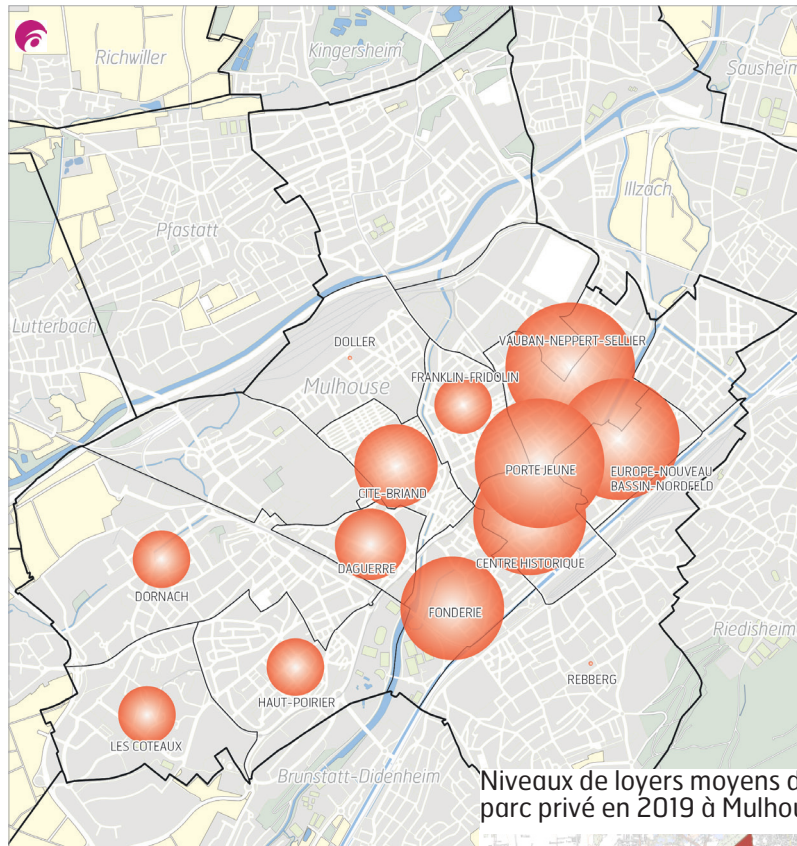 Richwiller
Kingersheim
Sausheim
Illzach
Pfastatt
Lutterbach
DOLLER
VAUBAN-NEPPERT-SELLIER
Mulhouse
FRANKLIN-FRIDOLIN
PORTE JEUNE
EUROPE-NOUVEAU
BASSIN-NORDFELD
CITE-BRIAND
CENTRE HISTORIQUE
DAGUERRE
DORNACH
FONDERIE
Riedisheim
REBBERG
HAUT-POIRIER
LES COTEAUX
Brunstatt-Didenheim
Niveaux de loyers moyens d
parc privé en 2019 à Mulhou